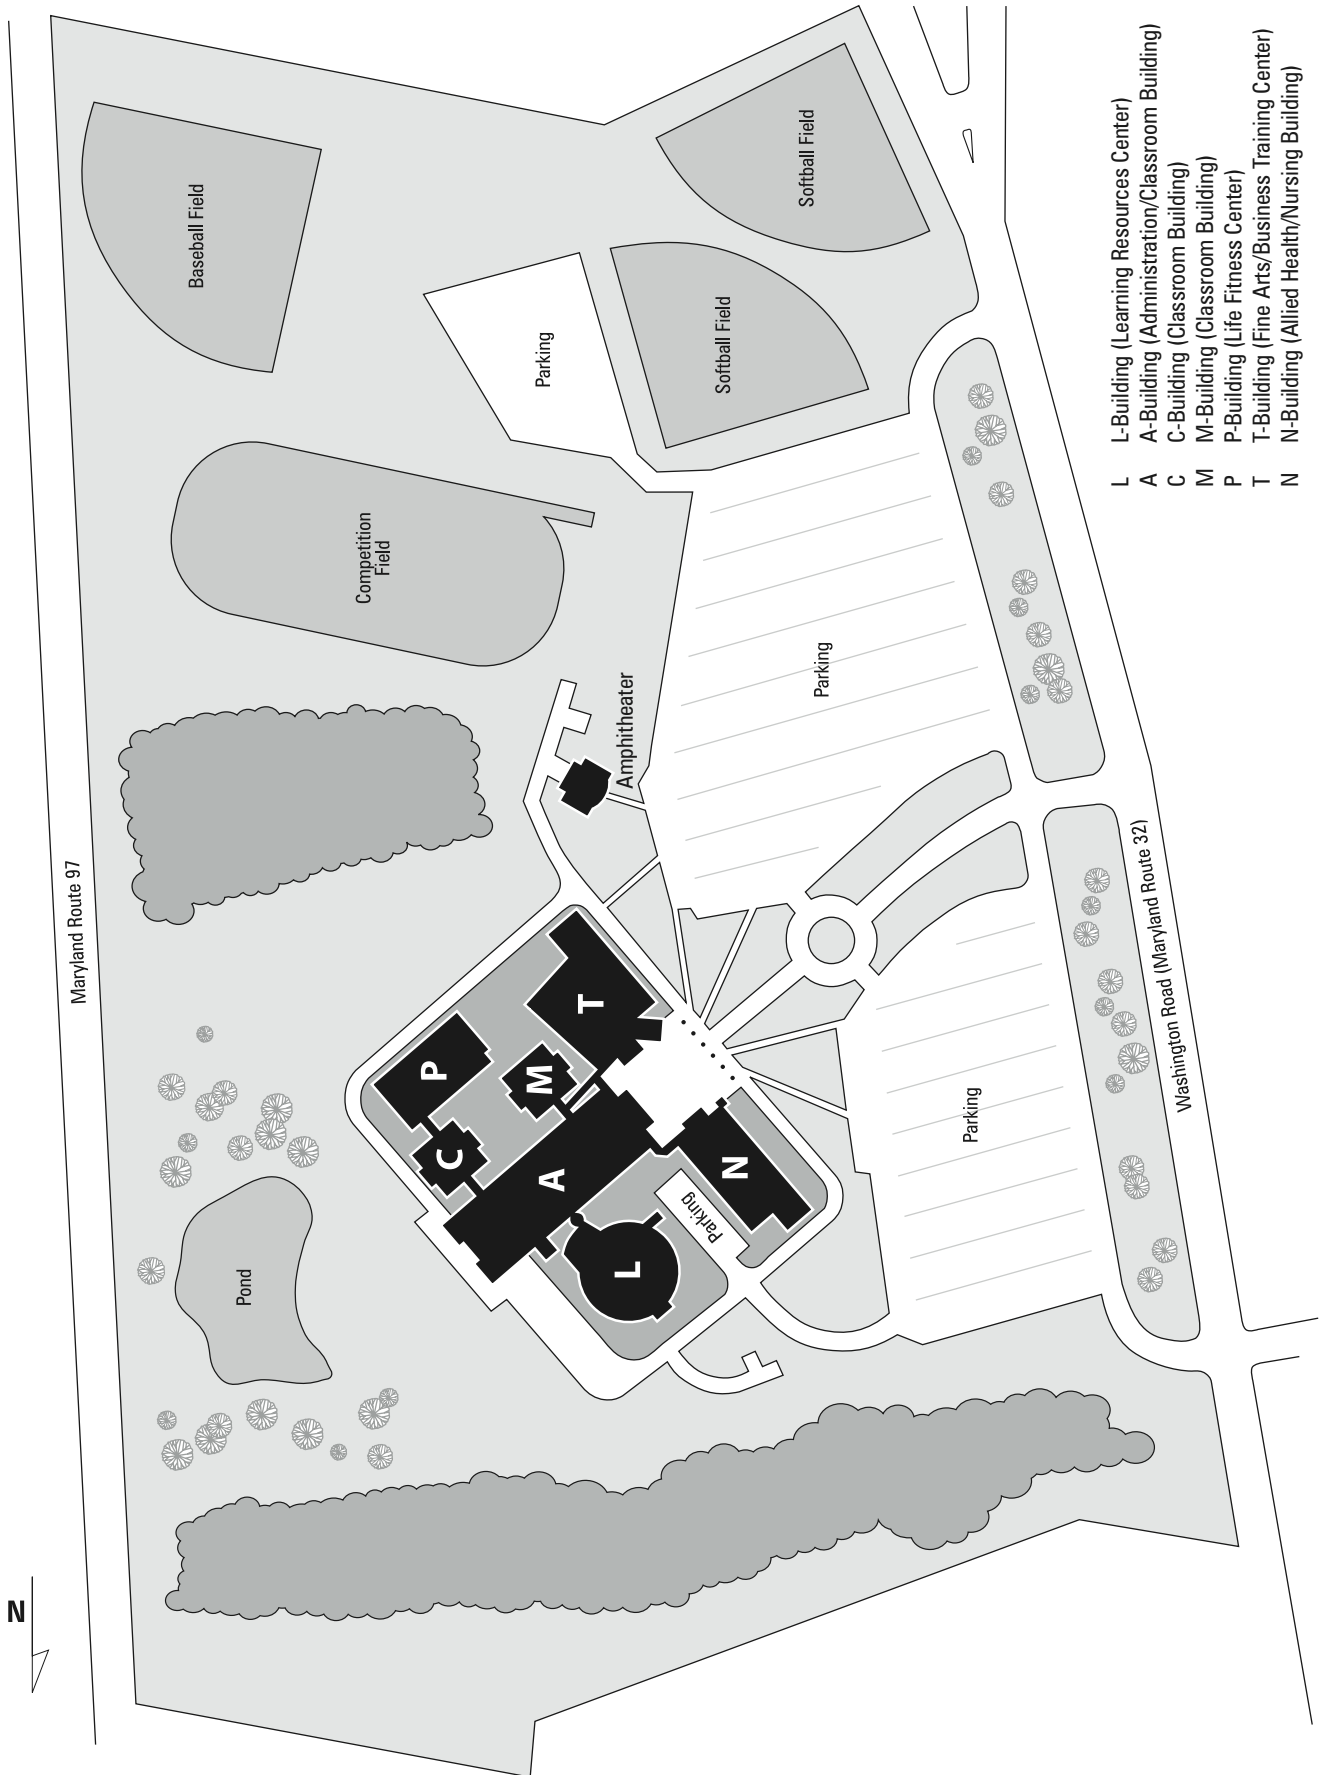 Maryland Route 97
Baseball Field
Softball Field
Softball Field
Parking
Competition
Field
Amphitheater
Parking
Parking
Parking
Pond
P
T
M
C
A
N
L
Washington Road (Maryland Route 32)
N
L L-Building (Learning Resources Center)
A A-Building (Administration/Classroom Building)
C C-Building (Classroom Building)
M M-Building (Classroom Building)
P P-Building (Life Fitness Center)
T T-Building (Fine Arts/Business Training Center)
N N-Building (Allied Health/Nursing Building)